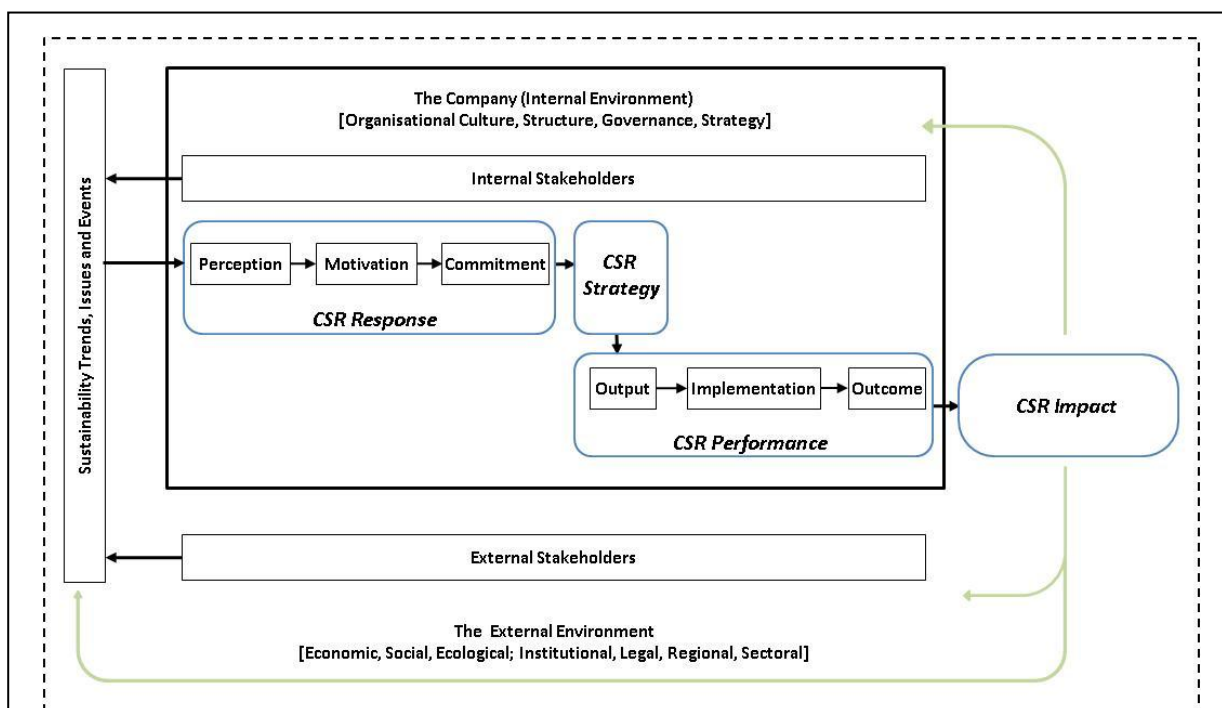 The Company (Internal Environment)
[Organisational Culture, Structure, Governance, Strategy]
Internal Stakeholders
Sustainability Trends, Issues and Events
Perception
Motivation
Commitment
CSR Response
CSR
Strategy
Output
Implementation
Outcome
CSR Performance
CSR Impact
External Stakeholders
The External Environment
[Economic, Social, Ecological; Institutional, Legal, Regional, Sectoral]